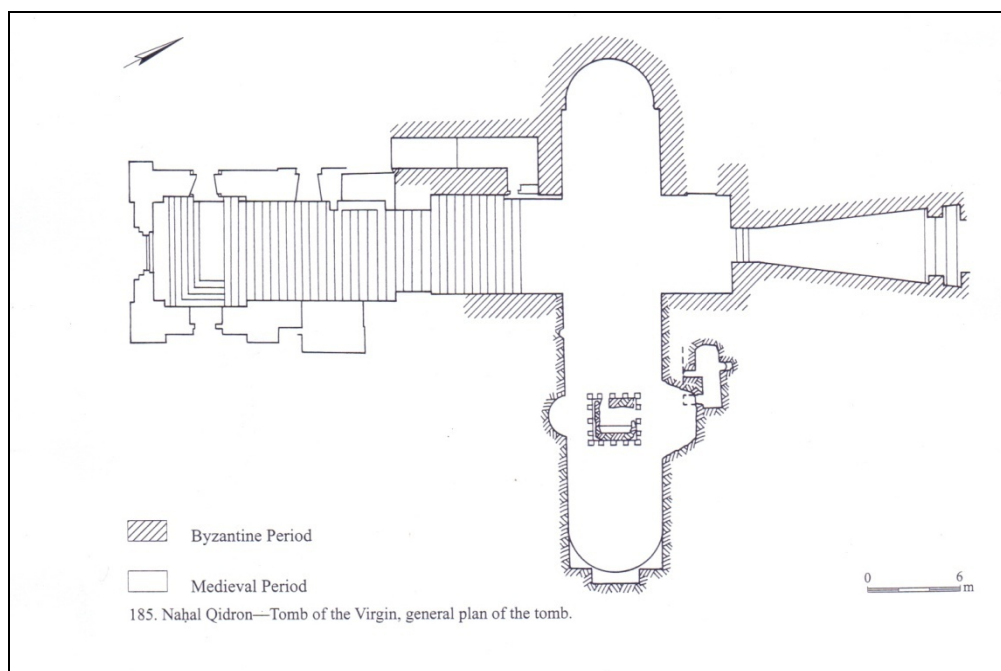 Byzantine Period
Medieval Period
0 6
m
185. Naḥal Qidron—Tomb of the Virgin, general plan of the tomb.